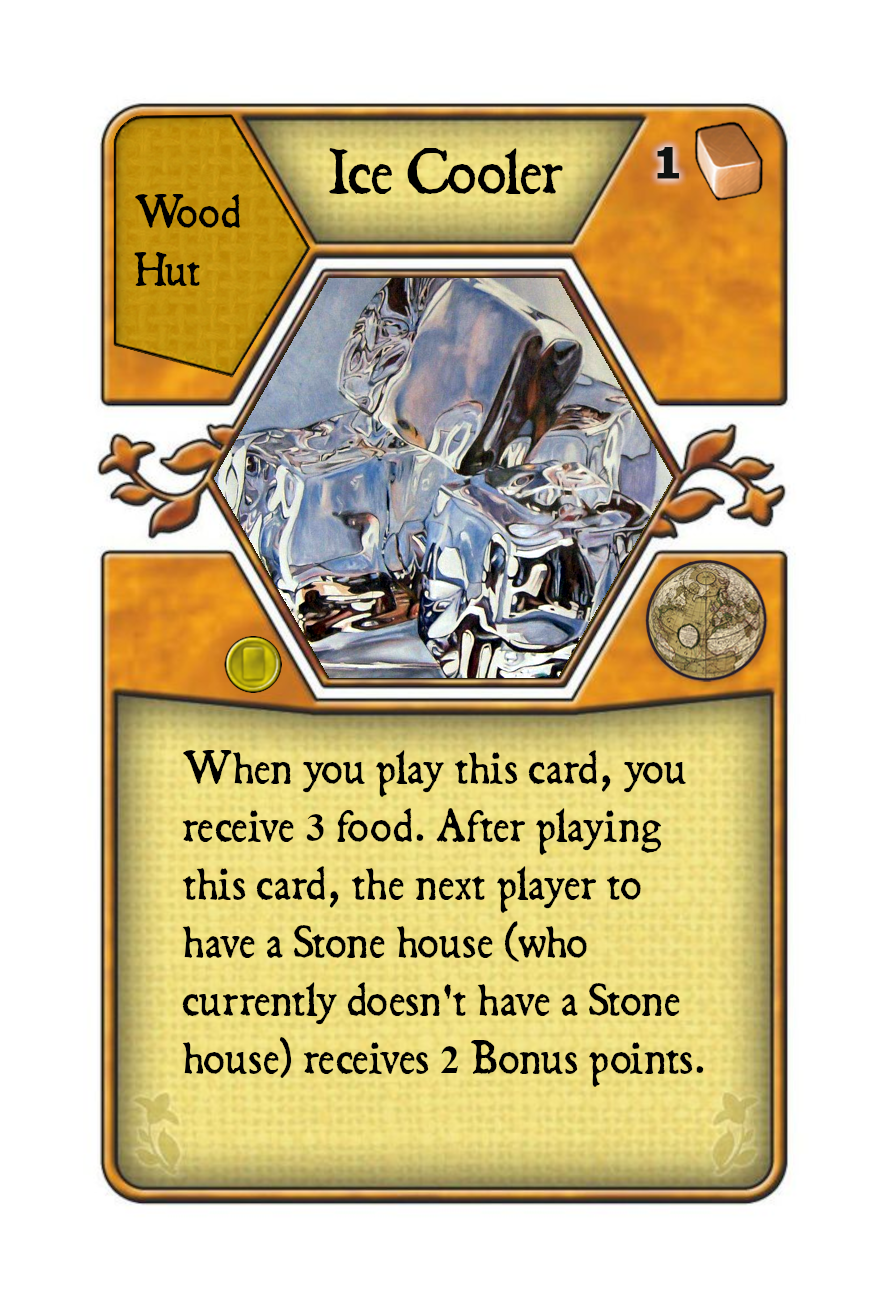 Ice Cooler
1
Wood
Hut
When you play this card, you
receive 3 food. After playing
this card, the next player to
have a Stone house (who
currently doesn't have a Stone
house) receives 2 Bonus points.